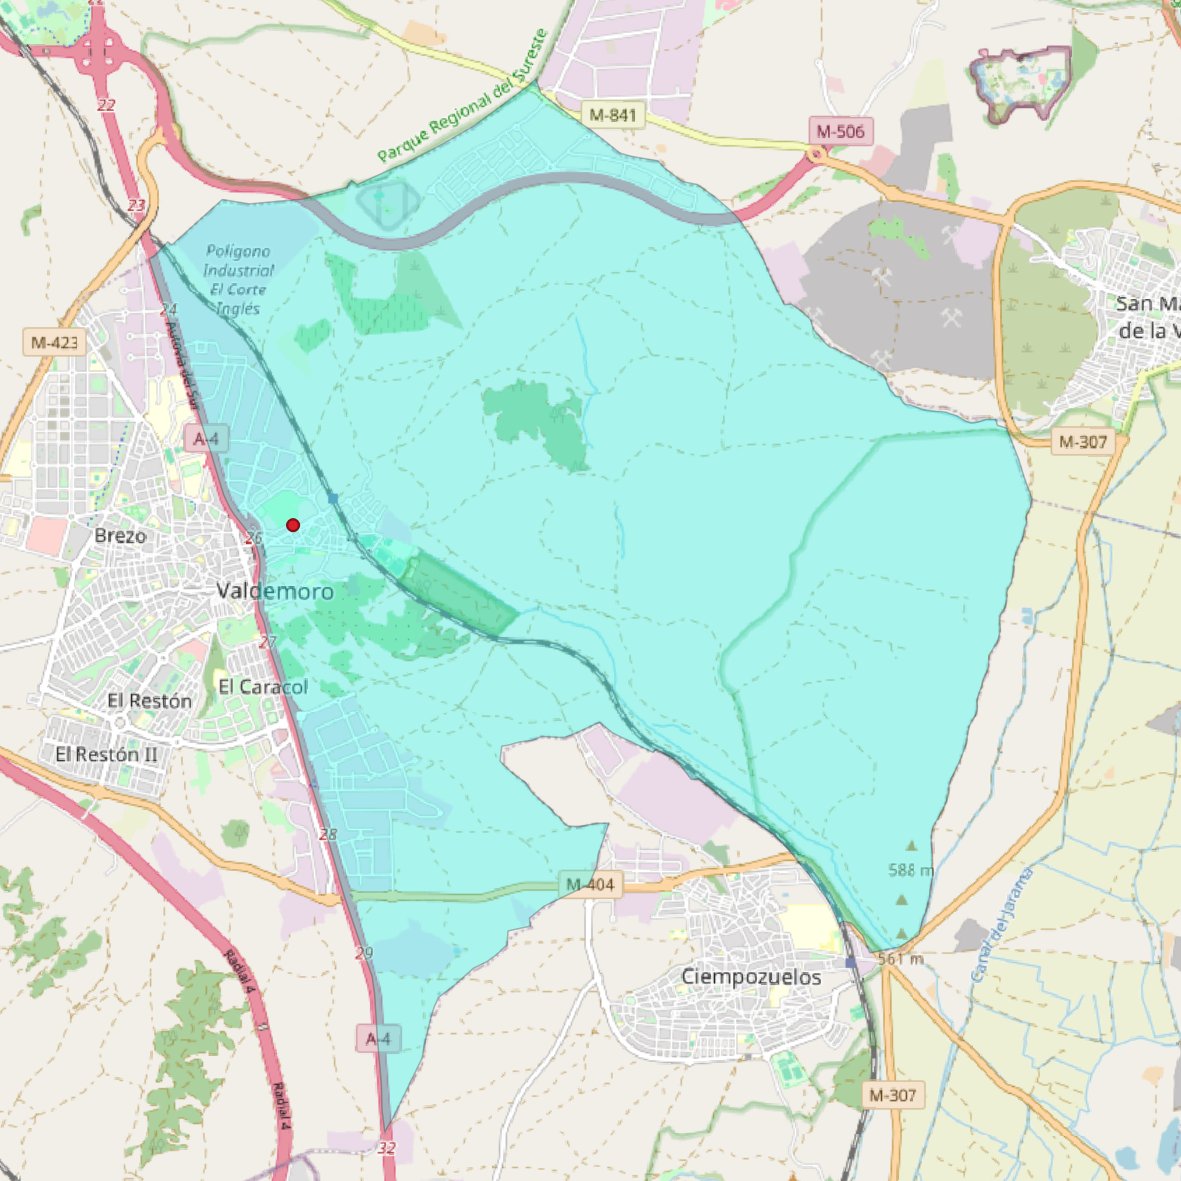 22
22
Parque Regional del Sureste
M-841
M-506
23
Polígono
Industrial
El Corte
Inglés
24
Autovía del Sur
San Ma
de la V
M-423
A-4
M-307
Brezo
26
Valdemoro
27
El Restón
El Caracol
El Restón II
28
588 m
M-404
29
Radial 4
Ciempozuelos
561 m
Canal del Jarama
A-4
Radial 4
M-307
32